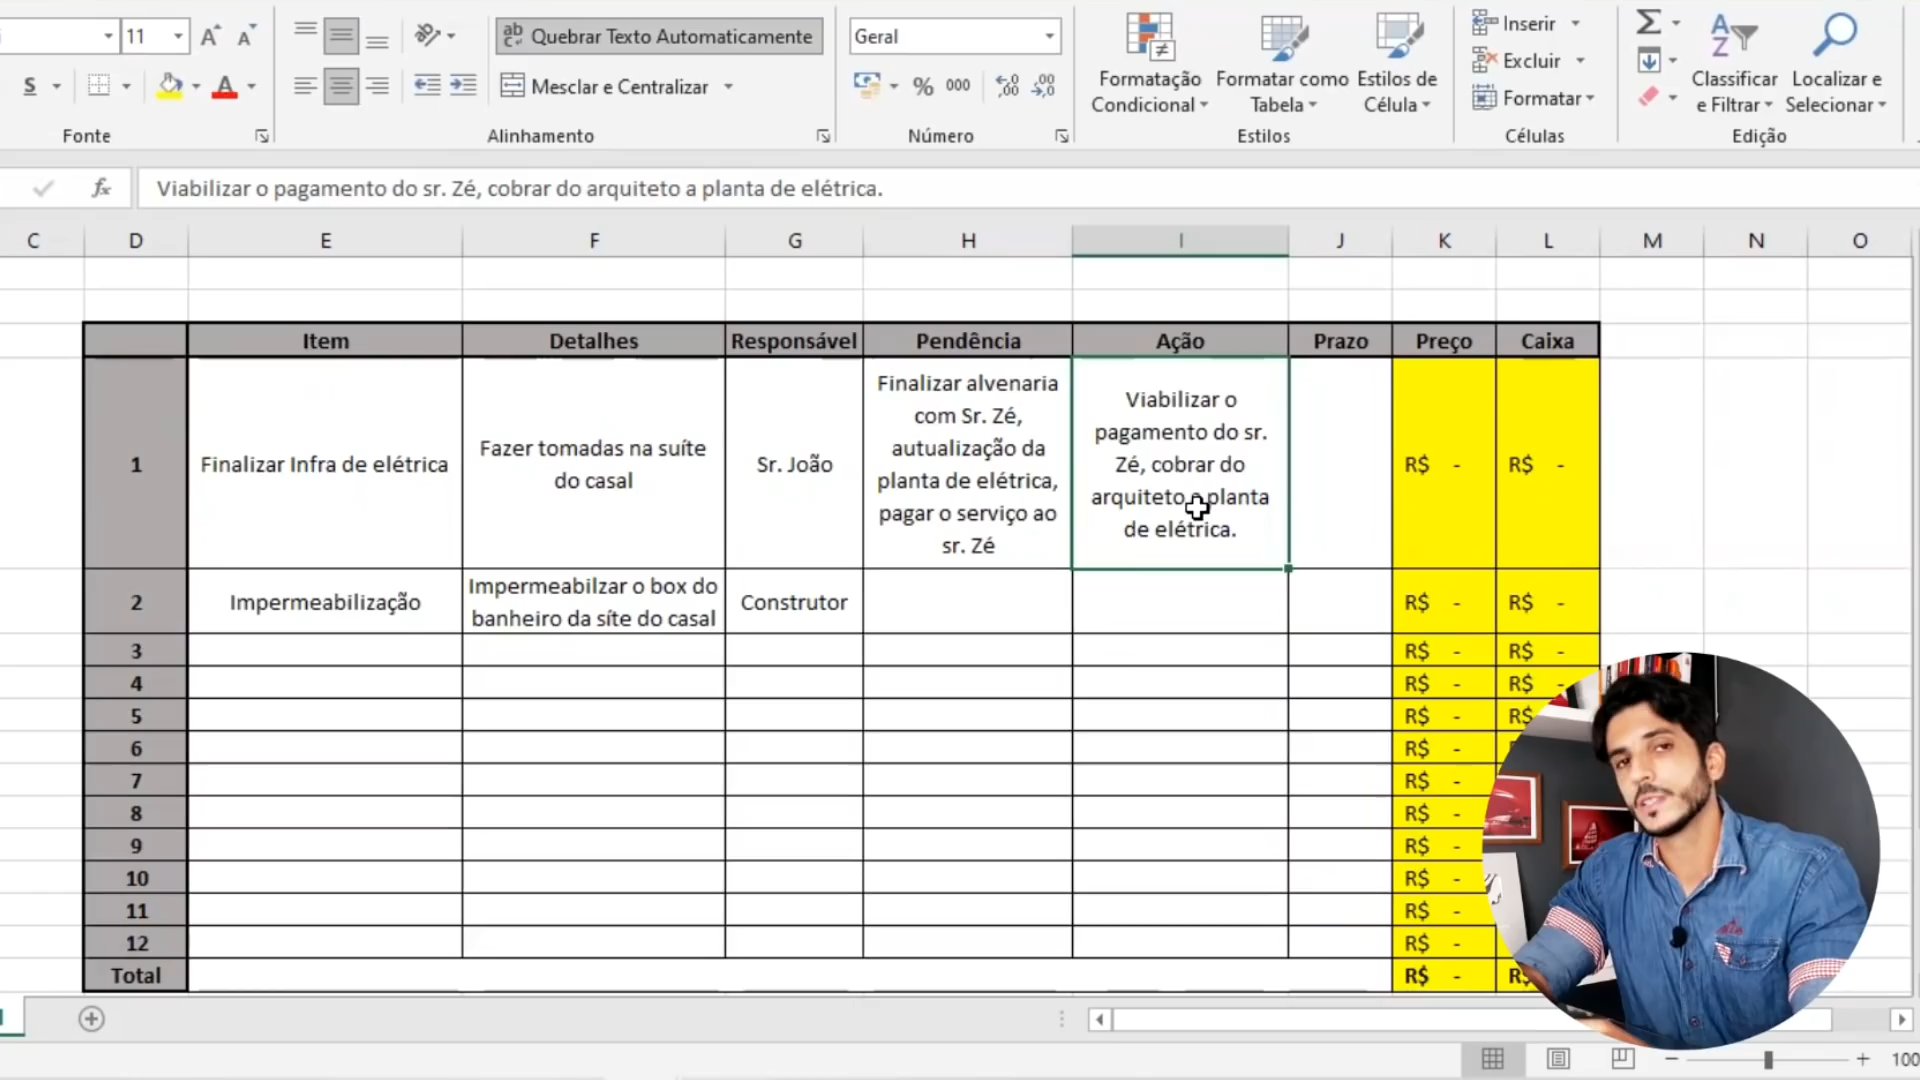 11
Quebrar Texto Automaticamente
Geral
Inserir
S
Mesclar e Centralizar
% 000
Formatação Condicional
Formatar como Tabela
Estilos de Célula
Excluir
Formatar
Classificar e Filtrar
Localizar e Selecionar
Fonte
Alinhamento
Número
Estilos
Células
Edição
fx
Viabilizar o pagamento do sr. Zé, cobrar do arquiteto a planta de elétrica.
C D E F G H I J K L M N O
Item Detalhes Responsável Pendência Ação Prazo Preço Caixa
1
Finalizar Infra de elétrica
Fazer tomadas na suíte
do casal
Sr. João
Finalizar alvenaria
com Sr. Zé,
autualização da
planta de elétrica,
pagar o serviço ao
sr. Zé
Viabilizar o
pagamento do sr.
Zé, cobrar do
arquiteto a planta
de elétrica.
R$ -
R$ -
2
Impermeabilização
Impermeabilzar o box do
banheiro da síte do casal
Construtor
R$ -
R$ -
3 R$ - R$ -
4 R$ - R$ -
5 R$ - R$
6 R$ -
7 R$ -
8 R$ -
9 R$ -
10 R$ -
11 R$ -
12 R$ -
Total R$ -
100